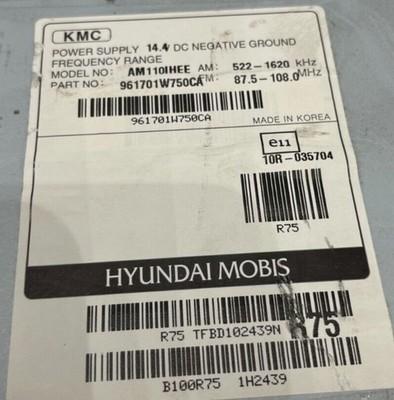 KMC
POWER SUPPLY 14.4V DC NEGATIVE GROUND
FREQUENCY RANGE
MODEL NO: AM110IHEE AM: 522-1620 kHz
PART NO: 961701W750CA FM: 87.5-108.0 MHz
961701W750CA
MADE IN KOREA
e11
10R-035704
R75
HYUNDAI MOBIS
R75 TFBD102439N
R75
B100R75 1H2439